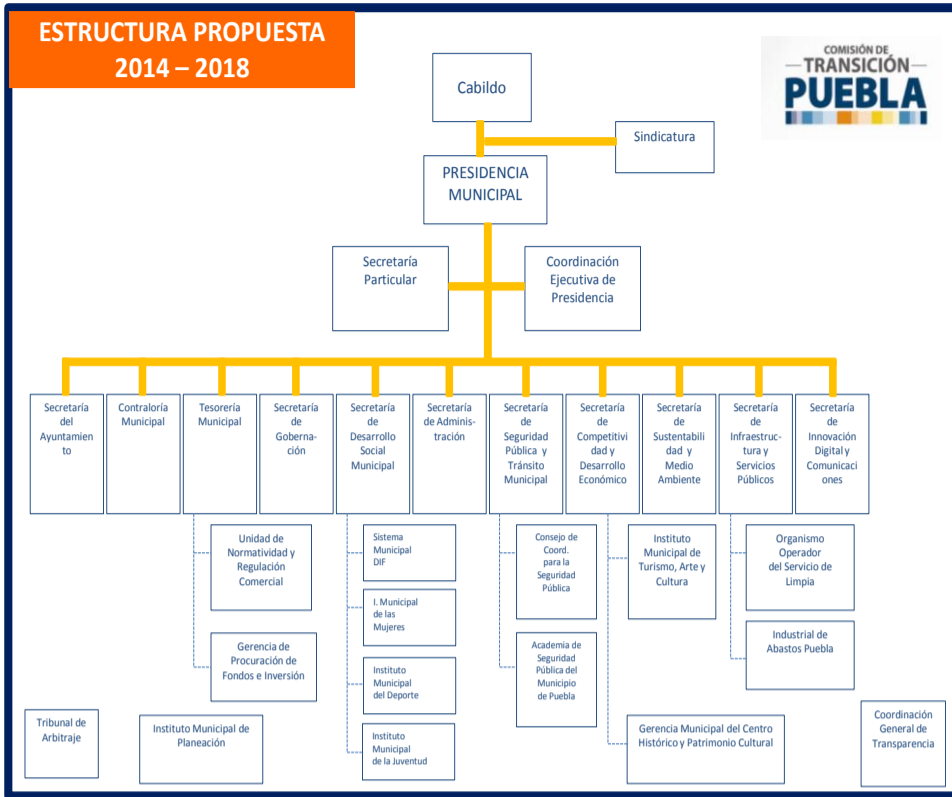 ESTRUCTURA PROPUESTA
2014 – 2018
COMISIÓN DE
TRANSICIÓN
PUEBLA
Cabildo
Sindicatura
PRESIDENCIA
MUNICIPAL
Secretaría
Particular
Coordinación
Ejecutiva de
Presidencia
Secretaría
del
Ayuntamien
to
Contraloría
Municipal
Tesorería
Municipal
Secretaría
de
Goberna-
ción
Secretaría
de
Desarrollo
Social
Municipal
Secretaría
de Adminis-
tración
Secretaría
de
Seguridad
Pública y
Tránsito
Municipal
Secretaría
de
Competitivi
dad y
Desarrollo
Económico
Secretaría
de
Sustentabili
dad y
Medio
Ambiente
Secretaría
de
Infraestruc-
tura y
Servicios
Públicos
Secretaría
de
Innovación
Digital y
Comunicaci
ones
Unidad de
Normatividad y
Regulación
Comercial
Sistema
Municipal
DIF
Consejo de
Coord.
para la
Seguridad
Pública
Instituto
Municipal de
Turismo, Arte y
Cultura
Organismo
Operador
del Servicio de
Limpia
I. Municipal
de las
Mujeres
Gerencia de
Procuración de
Fondos e Inversión
Instituto
Municipal
del Deporte
Academia de
Seguridad
Pública del
Municipio
de Puebla
Industrial de
Abastos Puebla
Tribunal de
Arbitraje
Instituto Municipal de
Planeación
Instituto
Municipal
de la Juventud
Gerencia Municipal del Centro
Histórico y Patrimonio Cultural
Coordinación
General de
Transparencia